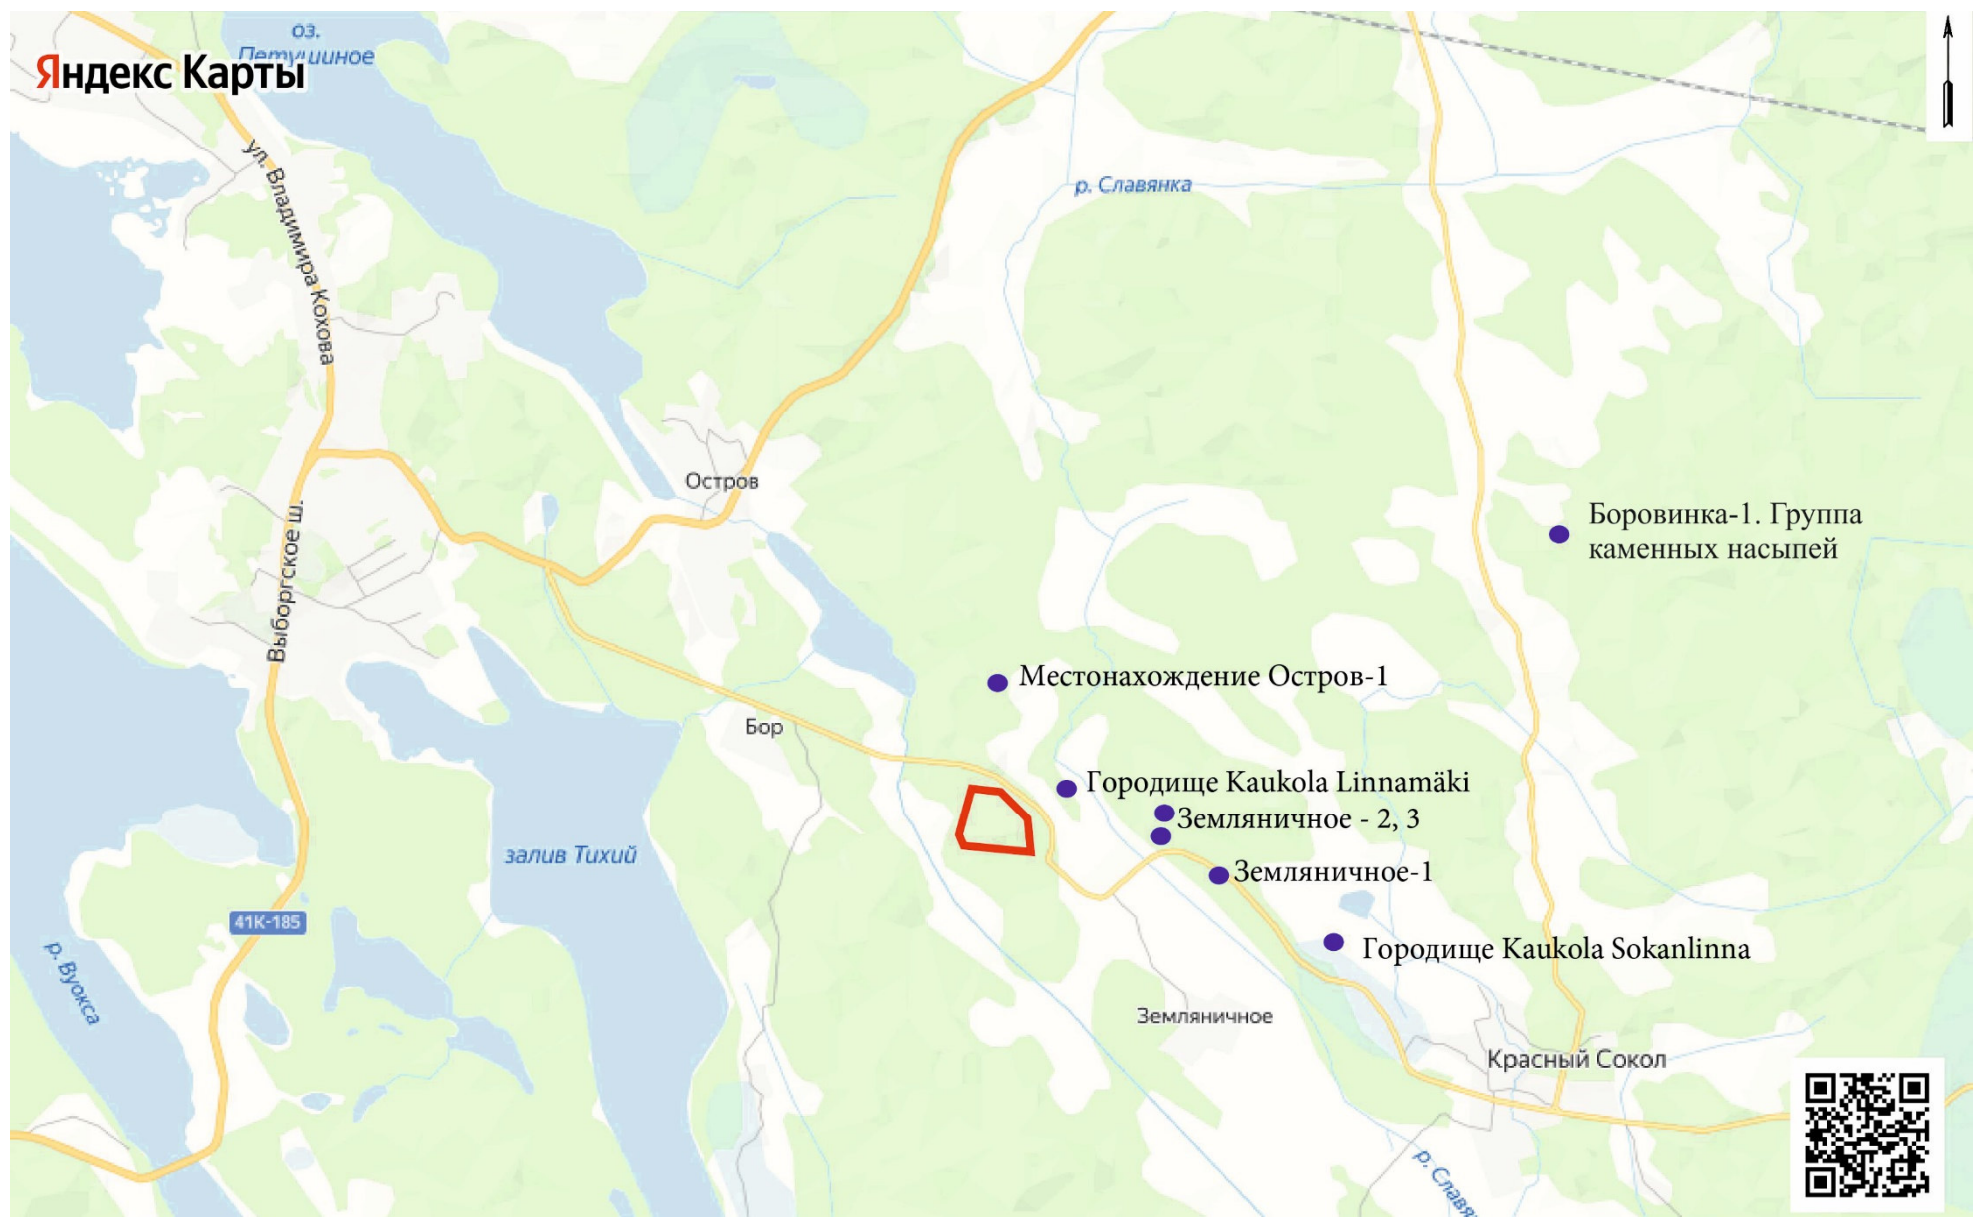 оз.
Петушиное
Яндекс Карты
ул. Владимира Кохова
р. Славянка
Остров
Выборгское ш.
Боровинка-1. Группа
каменных насыпей
Местонахождение Остров-1
Бор
Городище Kaukola Linnamäki
Земляничное - 2, 3
залив Тихий
Земляничное-1
41К-185
Городище Kaukola Sokanlinna
р. Вуокса
Земляничное
Красный Сокол
р. Славя